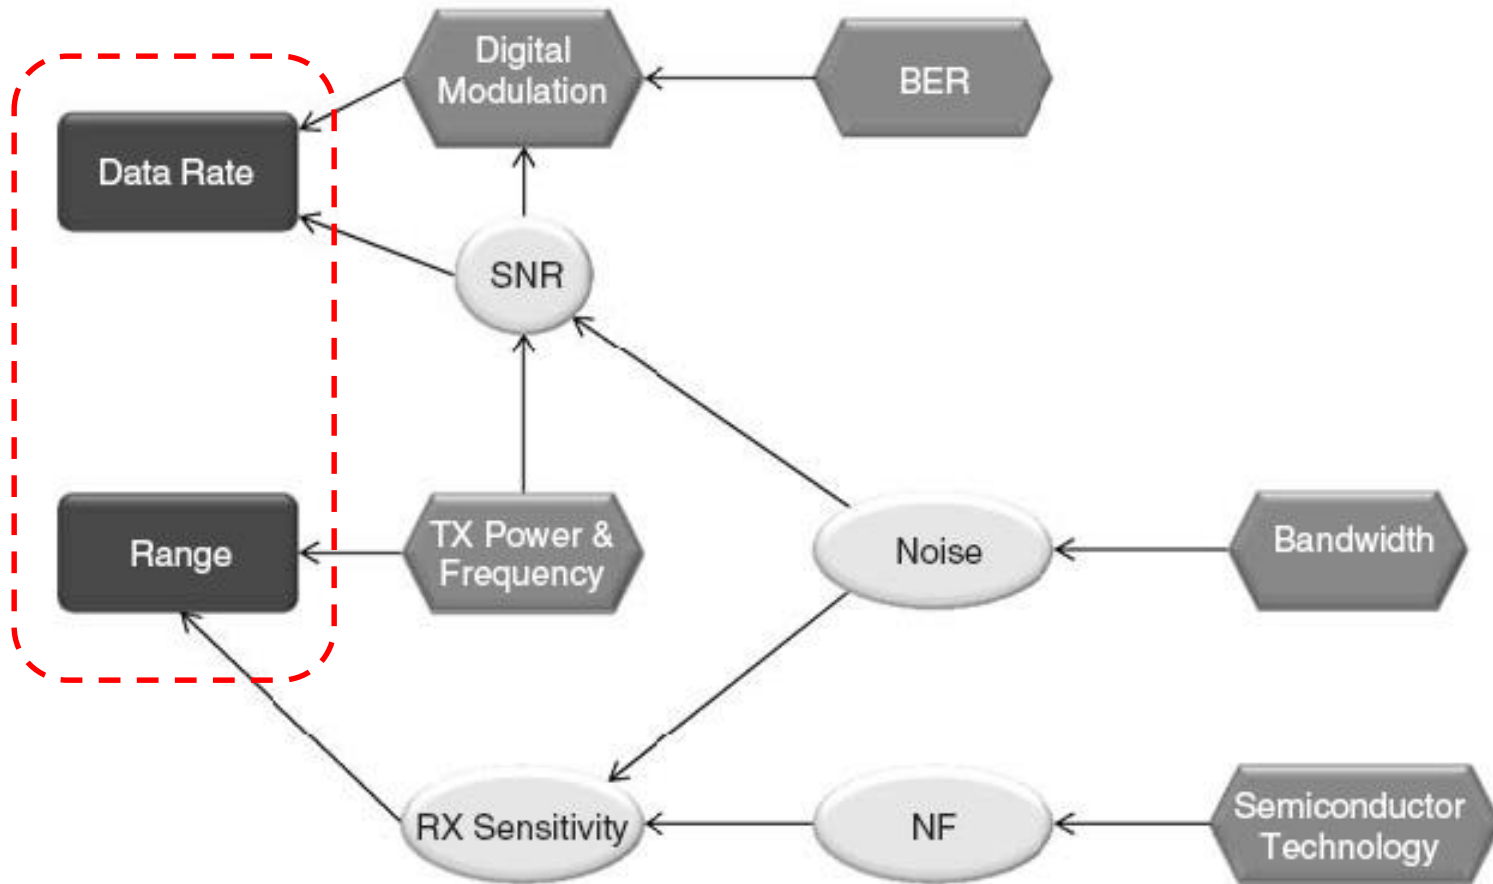 Digital
Modulation
BER
Data Rate
SNR
Range
TX Power &
Frequency
Noise
Bandwidth
RX Sensitivity
NF
Semiconductor
Technology